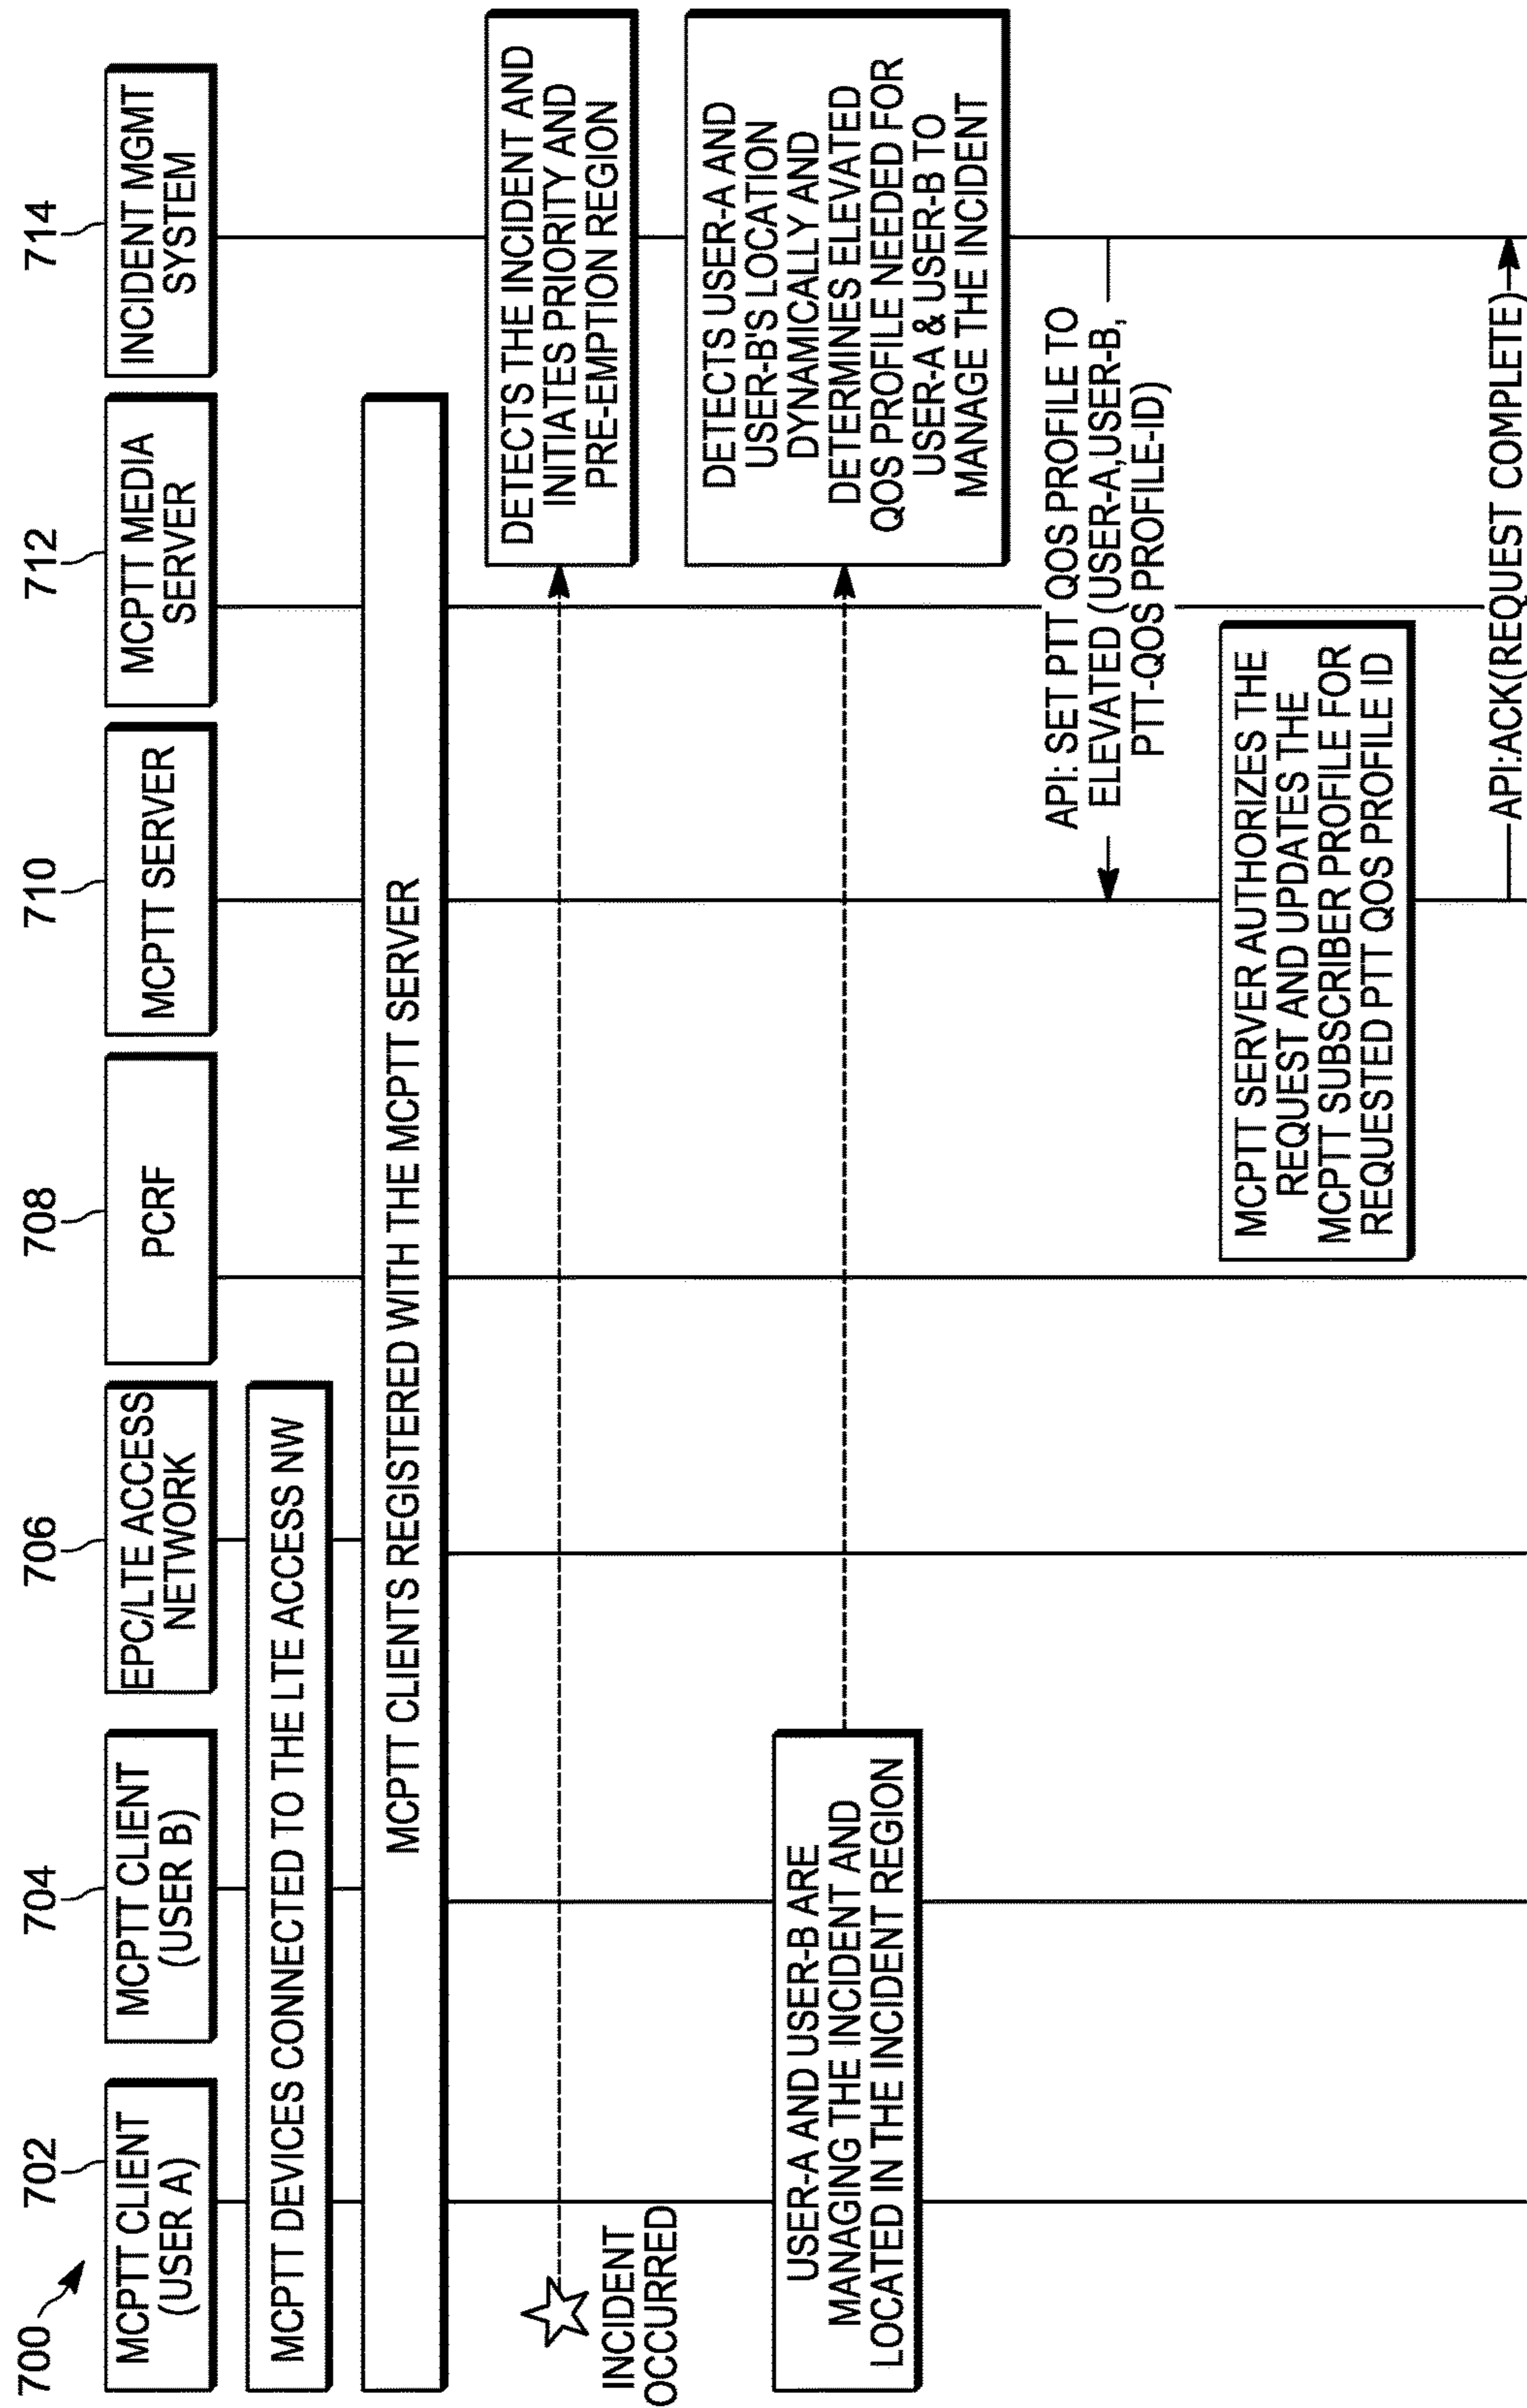 700
702
704
706
708
710
712
714
MCPTT CLIENT
(USER A)
MCPTT CLIENT
(USER B)
EPC/LTE ACCESS
NETWORK
PCRF
MCPTT SERVER
MCPTT MEDIA
SERVER
INCIDENT MGMT
SYSTEM
MCPTT DEVICES CONNECTED TO THE LTE ACCESS NW
MCPTT CLIENTS REGISTERED WITH THE MCPTT SERVER
INCIDENT
OCCURRED
DETECTS THE INCIDENT AND
INITIATES PRIORITY AND
PRE-EMPTION REGION
USER-A AND USER-B ARE
MANAGING THE INCIDENT AND
LOCATED IN THE INCIDENT REGION
DETECTS USER-A AND
USER-B'S LOCATION
DYNAMICALLY AND
DETERMINES ELEVATED
QOS PROFILE NEEDED FOR
USER-A & USER-B TO
MANAGE THE INCIDENT
API: SET PTT QOS PROFILE TO
ELEVATED (USER-A,USER-B,
PTT-QOS PROFILE-ID)
MCPTT SERVER AUTHORIZES THE
REQUEST AND UPDATES THE
MCPTT SUBSCRIBER PROFILE FOR
REQUESTED PTT QOS PROFILE ID
API:ACK(REQUEST COMPLETE)